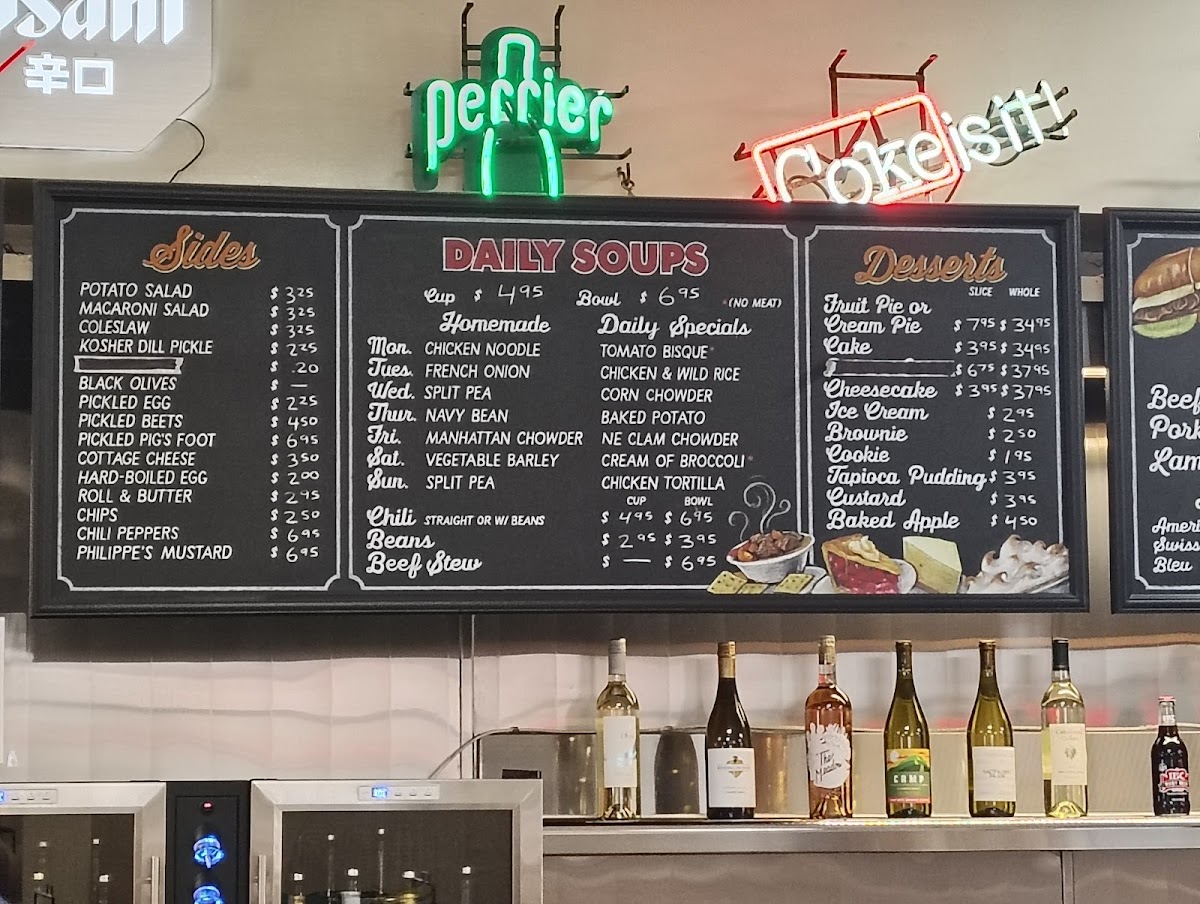 辛口
perrier
Coke is it!
Sides
POTATO SALAD $ 3.25
MACARONI SALAD $ 3.25
COLESLAW $ 3.25
KOSHER DILL PICKLE $ 2.25
$ .20
BLACK OLIVES $ —
PICKLED EGG $ 2.25
PICKLED BEETS $ 4.50
PICKLED PIG'S FOOT $ 6.95
COTTAGE CHEESE $ 3.50
HARD-BOILED EGG $ 2.00
ROLL & BUTTER $ 2.95
CHIPS $ 2.50
CHILI PEPPERS $ 6.95
PHILIPPE'S MUSTARD $ 6.95
DAILY SOUPS
Cup $ 4.95 Bowl $ 6.95 *(NO MEAT)
Homemade Daily Specials
Mon. CHICKEN NOODLE TOMATO BISQUE*
Tues. FRENCH ONION CHICKEN & WILD RICE
Wed. SPLIT PEA CORN CHOWDER
Thur. NAVY BEAN BAKED POTATO
Fri. MANHATTAN CHOWDER NE CLAM CHOWDER
Sat. VEGETABLE BARLEY CREAM OF BROCCOLI*
Sun. SPLIT PEA CHICKEN TORTILLA
CUP BOWL
Chili STRAIGHT OR W/ BEANS $ 4.95 $ 6.95
Beans $ 2.95 $ 3.95
Beef Stew $ — $ 6.95
Desserts
SLICE WHOLE
Fruit Pie or
Cream Pie $ 7.95 $ 34.95
Cake $ 3.95 $ 34.95
$ 6.75 $ 37.95
Cheesecake $ 3.95 $ 37.95
Ice Cream $ 2.95
Brownie $ 2.50
Cookie $ 1.95
Tapioca Pudding $ 3.95
Custard $ 3.95
Baked Apple $ 4.50
Beef
Pork
Lam
Ameri
Swiss
Bleu
CAMP